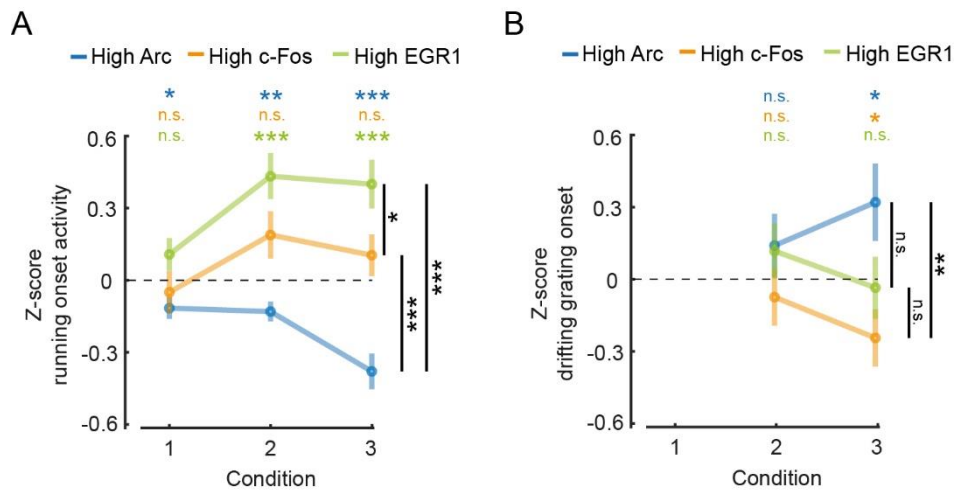 A
High Arc High c-Fos High EGR1
* ** ***
n.s. n.s. n.s.
n.s. *** ***
0.6
0.3
0
-0.3
-0.6
Z-score
running onset activity
*
***
***
1 2 3
Condition
B
High Arc High c-Fos High EGR1
n.s. *
n.s. *
n.s. n.s.
0.6
0.3
0
-0.3
-0.6
Z-score
drifting grating onset
n.s.
**
n.s.
1 2 3
Condition